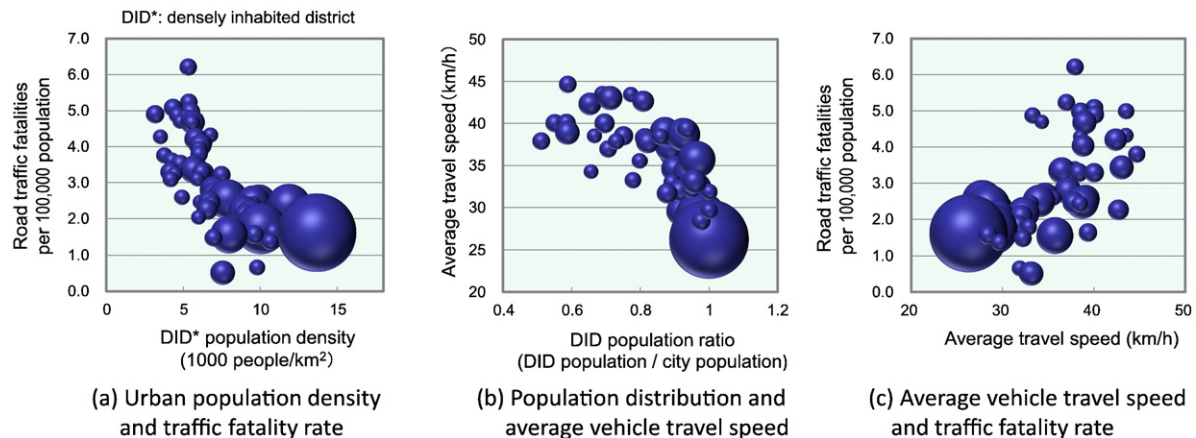 DID*: densely inhabited district
Road traffic fatalities
per 100,000 population
7.0
6.0
5.0
4.0
3.0
2.0
1.0
0.0
0
5
10
15
DID* population density
(1000 people/km²)
(a) Urban population density
and traffic fatality rate
Average travel speed (km/h)
50
45
40
35
30
25
20
0.4
0.6
0.8
1
1.2
DID population ratio
(DID population / city population)
(b) Population distribution and
average vehicle travel speed
Road traffic fatalities
per 100,000 population
7.0
6.0
5.0
4.0
3.0
2.0
1.0
0.0
20
30
40
50
Average travel speed (km/h)
(c) Average vehicle travel speed
and traffic fatality rate